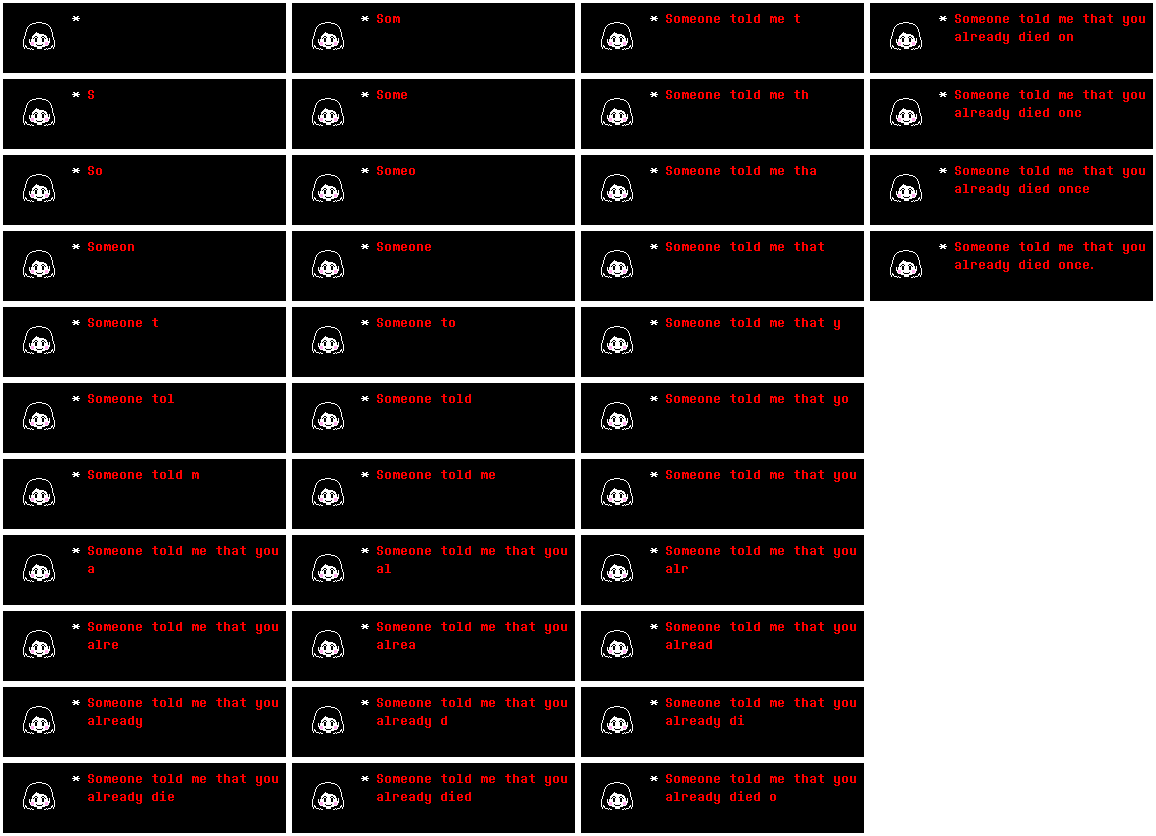 *
* Som
* Someone told me t
* Someone told me that you
already died on
* S
* Some
* Someone told me th
* Someone told me that you
already died onc
* So
* Someo
* Someone told me tha
* Someone told me that you
already died once
* Someon
* Someone
* Someone told me that
* Someone told me that you
already died once.
* Someone t
* Someone to
* Someone told me that y
* Someone tol
* Someone told
* Someone told me that yo
* Someone told m
* Someone told me
* Someone told me that you
* Someone told me that you
a
* Someone told me that you
al
* Someone told me that you
alr
* Someone told me that you
alre
* Someone told me that you
alrea
* Someone told me that you
alread
* Someone told me that you
already
* Someone told me that you
already d
* Someone told me that you
already di
* Someone told me that you
already die
* Someone told me that you
already died
* Someone told me that you
already died o